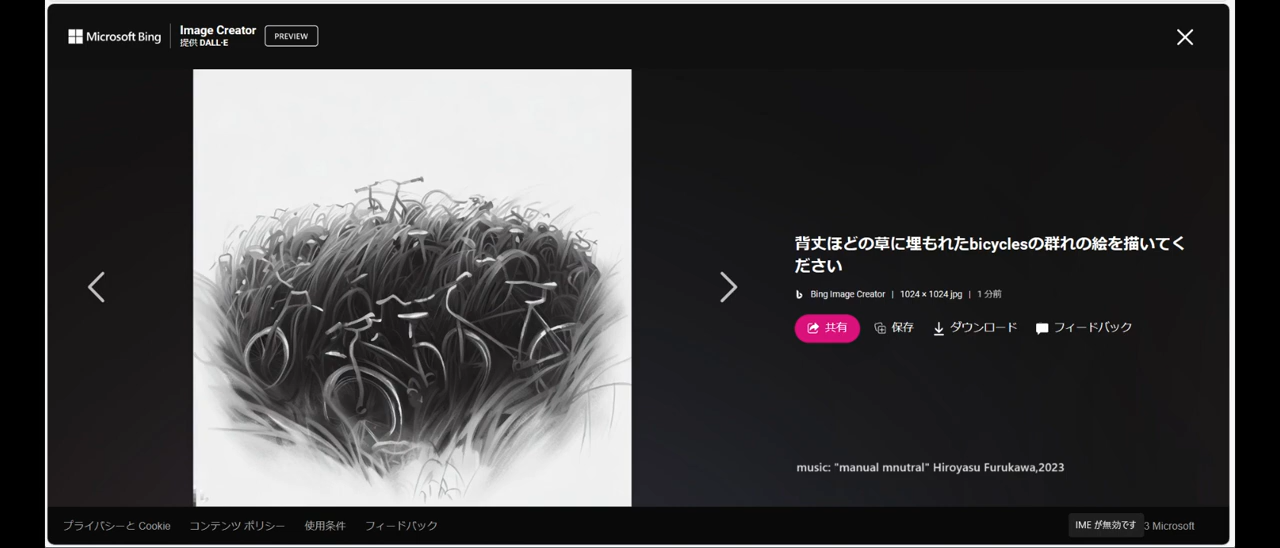 Microsoft Bing
Image Creator
提供 DALL·E
PREVIEW
背丈ほどの草に埋もれたbicyclesの群れの絵を描いてく
ださい
Bing Image Creator | 1024 × 1024 jpg | 1 分前
共有 保存 ダウンロード フィードバック
music: "manual mnutral" Hiroyasu Furukawa,2023
プライバシーと Cookie コンテンツ ポリシー 使用条件 フィードバック
IME が無効です 3 Microsoft